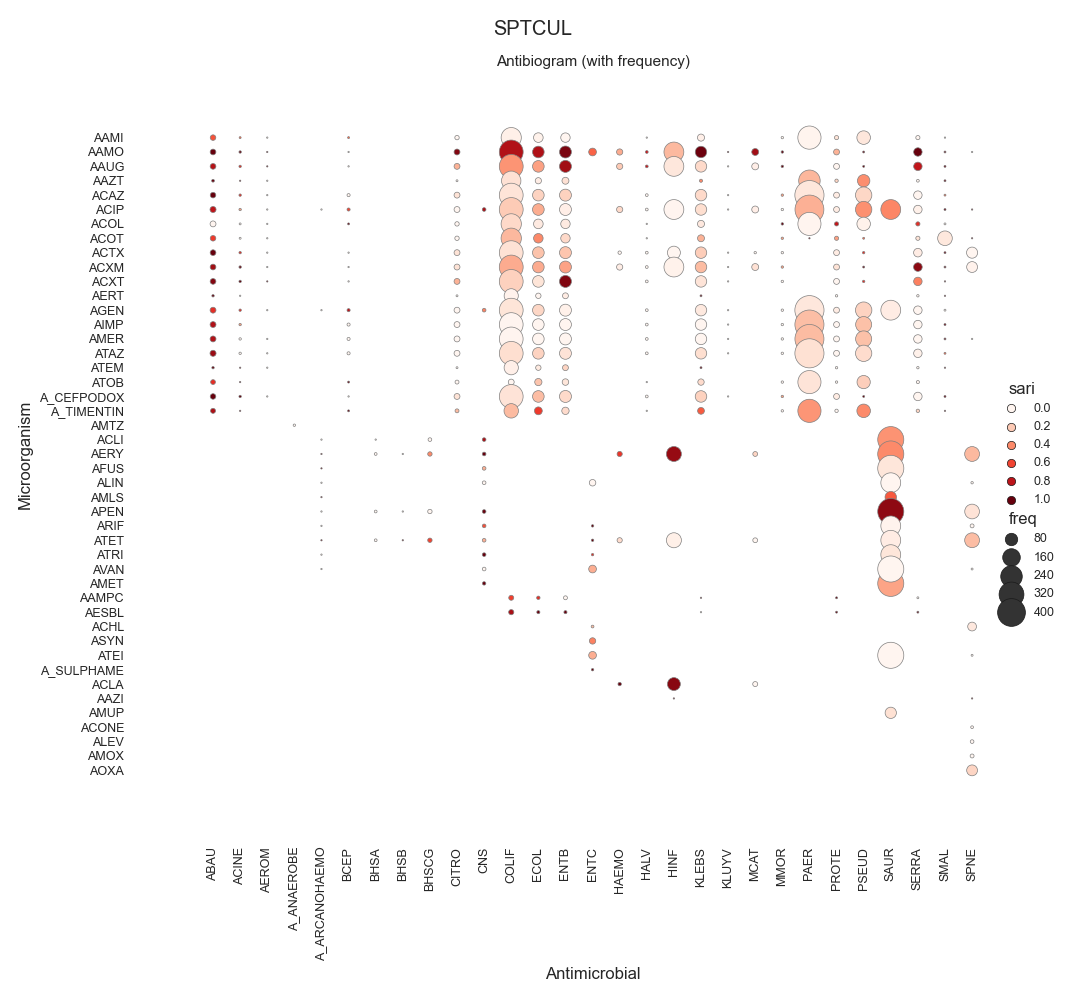 SPTCUL
Antibiogram (with frequency)
Microorganism
AAMI
AAMO
AAUG
AAZT
ACAZ
ACIP
ACOL
ACOT
ACTX
ACXM
ACXT
AERT
AGEN
AIMP
AMER
ATAZ
ATEM
ATOB
A_CEFPODOX
A_TIMENTIN
AMTZ
ACLI
AERY
AFUS
ALIN
AMLS
APEN
ARIF
ATET
ATRI
AVAN
AMET
AAMPC
AESBL
ACHL
ASYN
ATEI
A_SULPHAME
ACLA
AAZI
AMUP
ACONE
ALEV
AMOX
AOXA
sari
0.0
0.2
0.4
0.6
0.8
1.0
freq
80
160
240
320
400
ABAU
ACINE
AEROM
A_ANAEROBE
A_ARCANOHAEMO
BCEP
BHSA
BHSB
BHSCG
CITRO
CNS
COLIF
ECOL
ENTB
ENTC
HAEMO
HALV
HINF
KLEBS
KLUYV
MCAT
MMOR
PAER
PROTE
PSEUD
SAUR
SERRA
SMAL
SPNE
Antimicrobial